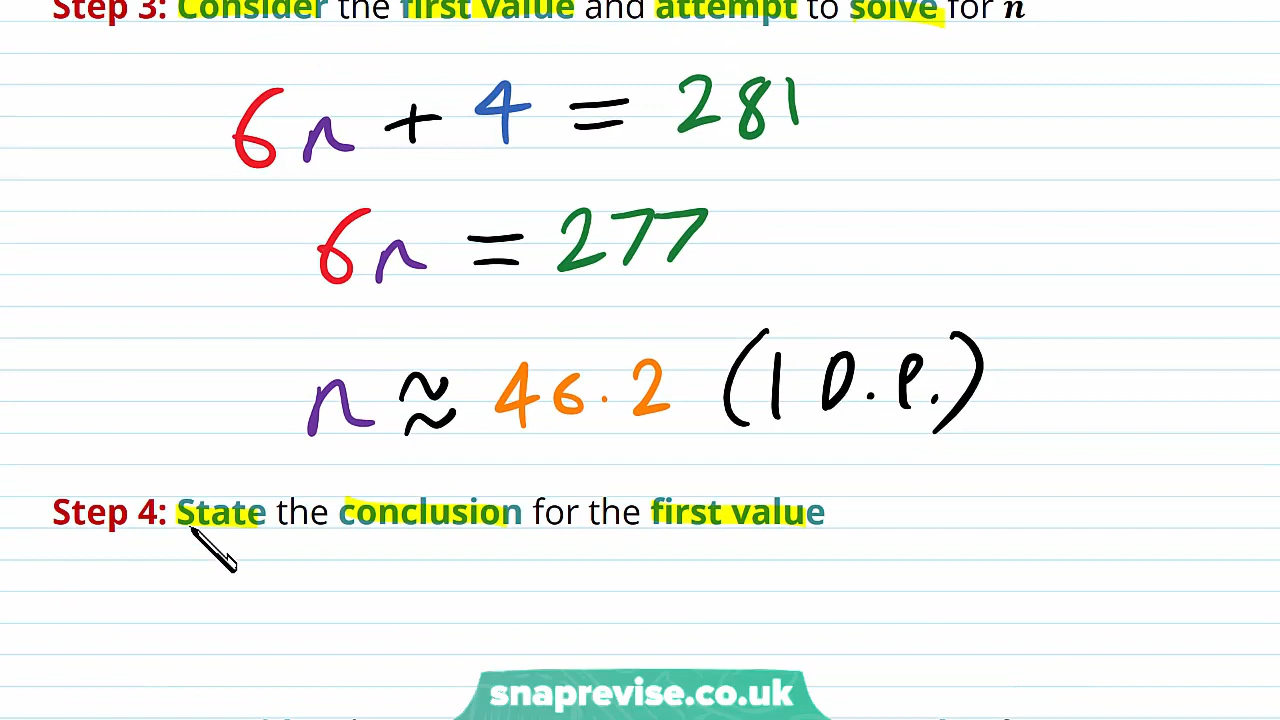 Step 3: Consider the first value and attempt to solve for n
6n + 4 = 281
6n = 277
n ≈ 46.2 (1 D.P.)
Step 4: State the conclusion for the first value
snaprevise.co.uk